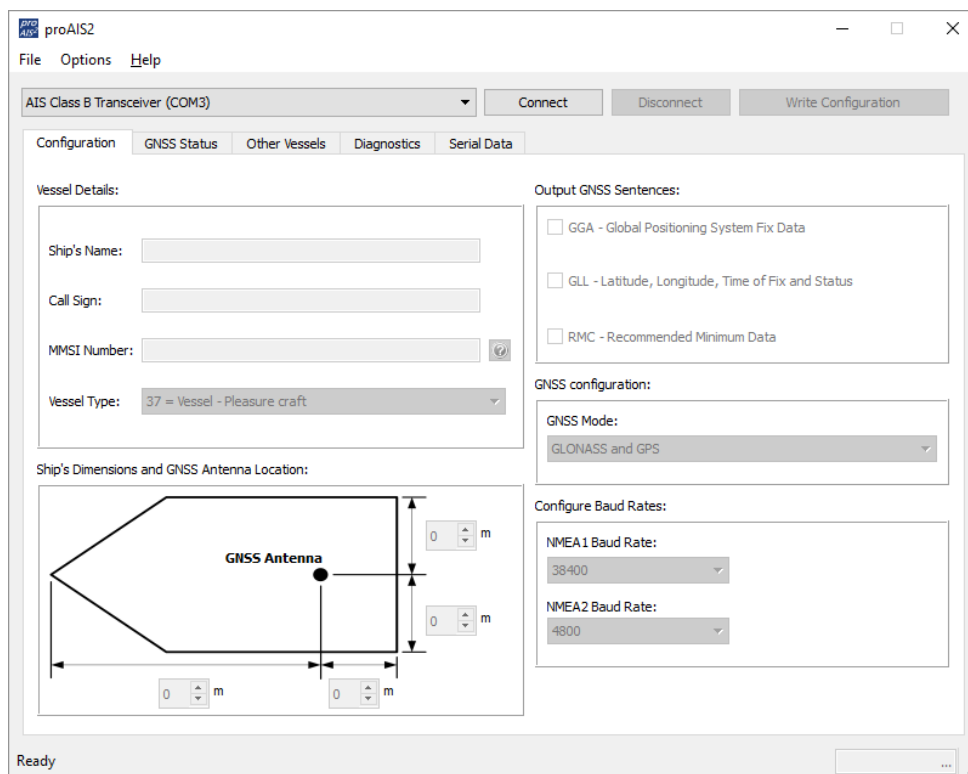 pro
AIS2
proAIS2
File Options Help
AIS Class B Transceiver (COM3)
Connect
Disconnect
Write Configuration
Configuration
GNSS Status
Other Vessels
Diagnostics
Serial Data
Vessel Details:
Ship's Name:
Call Sign:
MMSI Number:
?
Vessel Type:
37 = Vessel - Pleasure craft
Ship's Dimensions and GNSS Antenna Location:
GNSS Antenna
0 m
0 m
0 m
0 m
Output GNSS Sentences:
GGA - Global Positioning System Fix Data
GLL - Latitude, Longitude, Time of Fix and Status
RMC - Recommended Minimum Data
GNSS configuration:
GNSS Mode:
GLONASS and GPS
Configure Baud Rates:
NMEA1 Baud Rate:
38400
NMEA2 Baud Rate:
4800
Ready
...